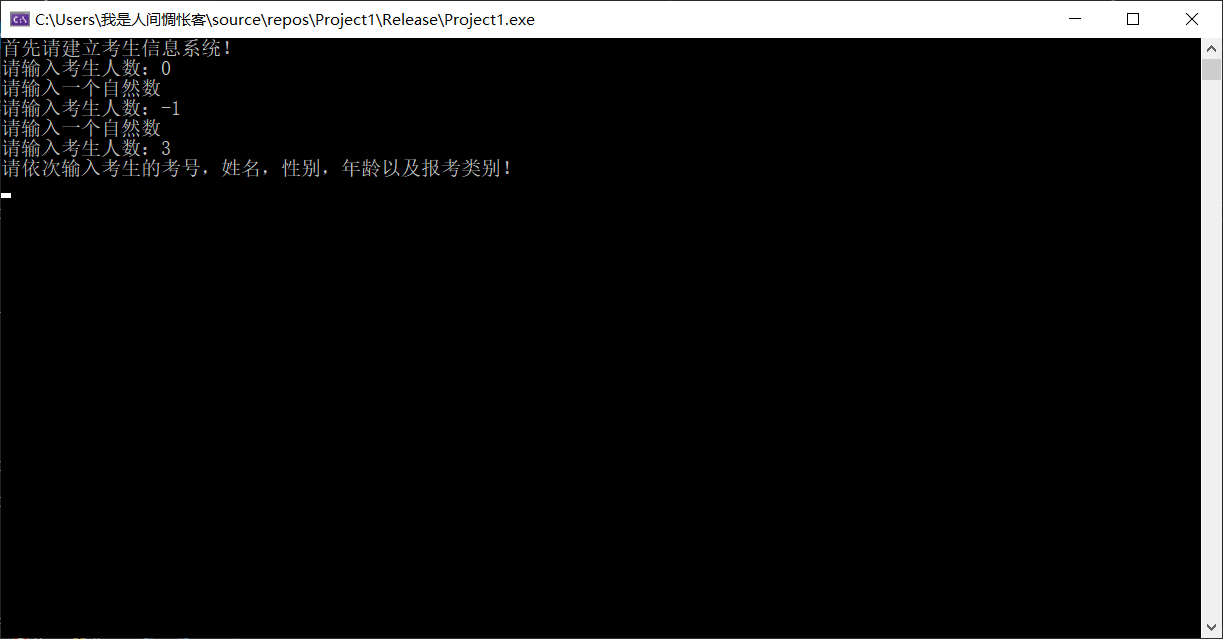 C:\Users\我是人间惆怅客\source\repos\Project1\Release\Project1.exe
首先请建立考生信息系统！
请输入考生人数：0
请输入一个自然数
请输入考生人数：-1
请输入一个自然数
请输入考生人数：3
请依次输入考生的考号，姓名，性别，年龄以及报考类别！